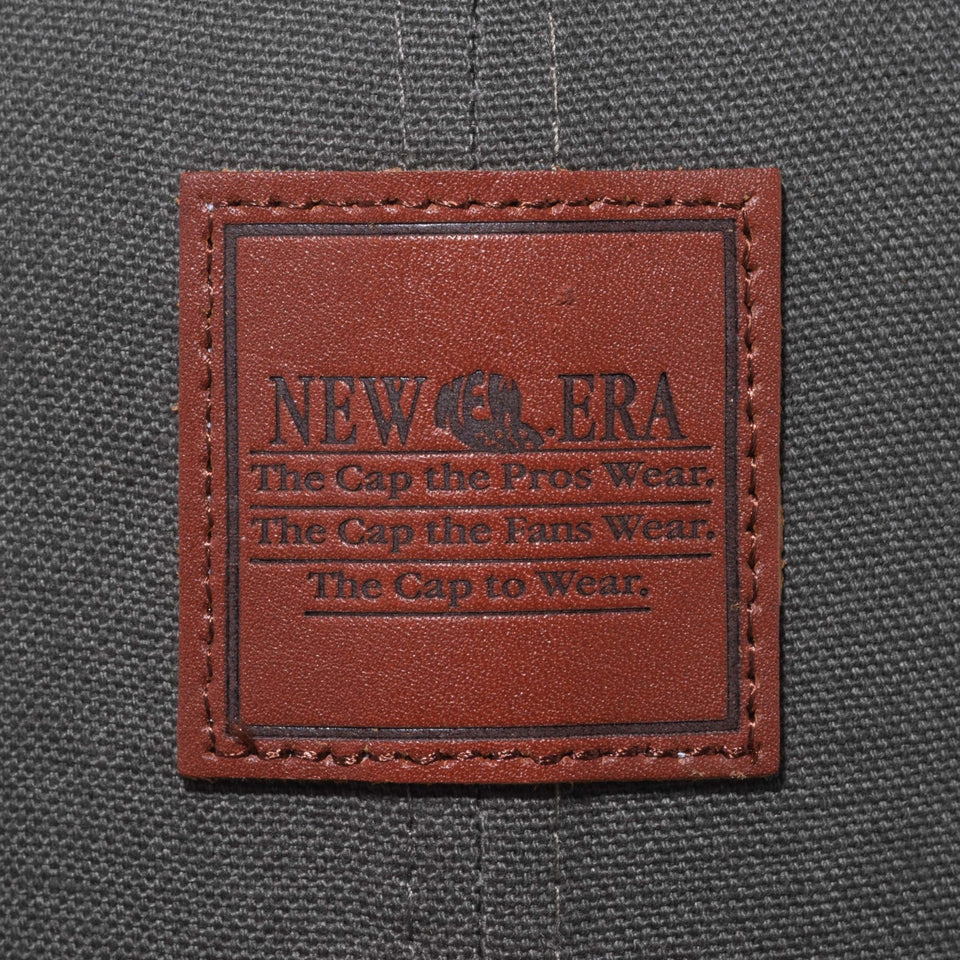 NEW ERA
The Cap the Pros Wear.
The Cap the Fans Wear.
The Cap to Wear.